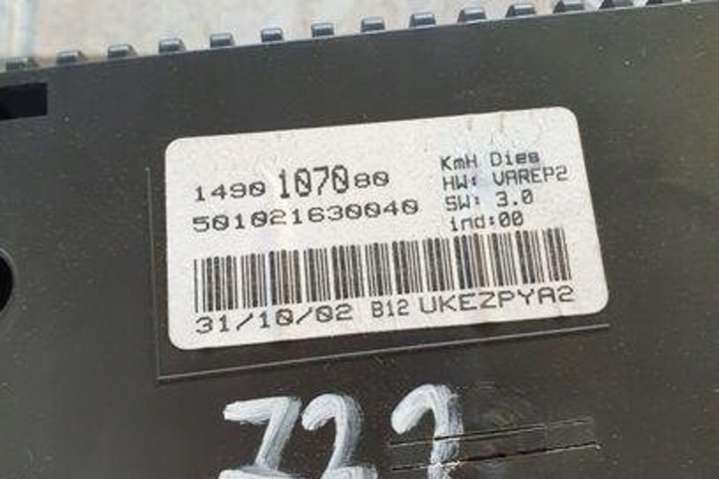 1490 1070 80
501021630040
KmH Dies
HW: VAREP2
SW: 3.0
ind:00
31/10/02 B12 UKEZPYA2